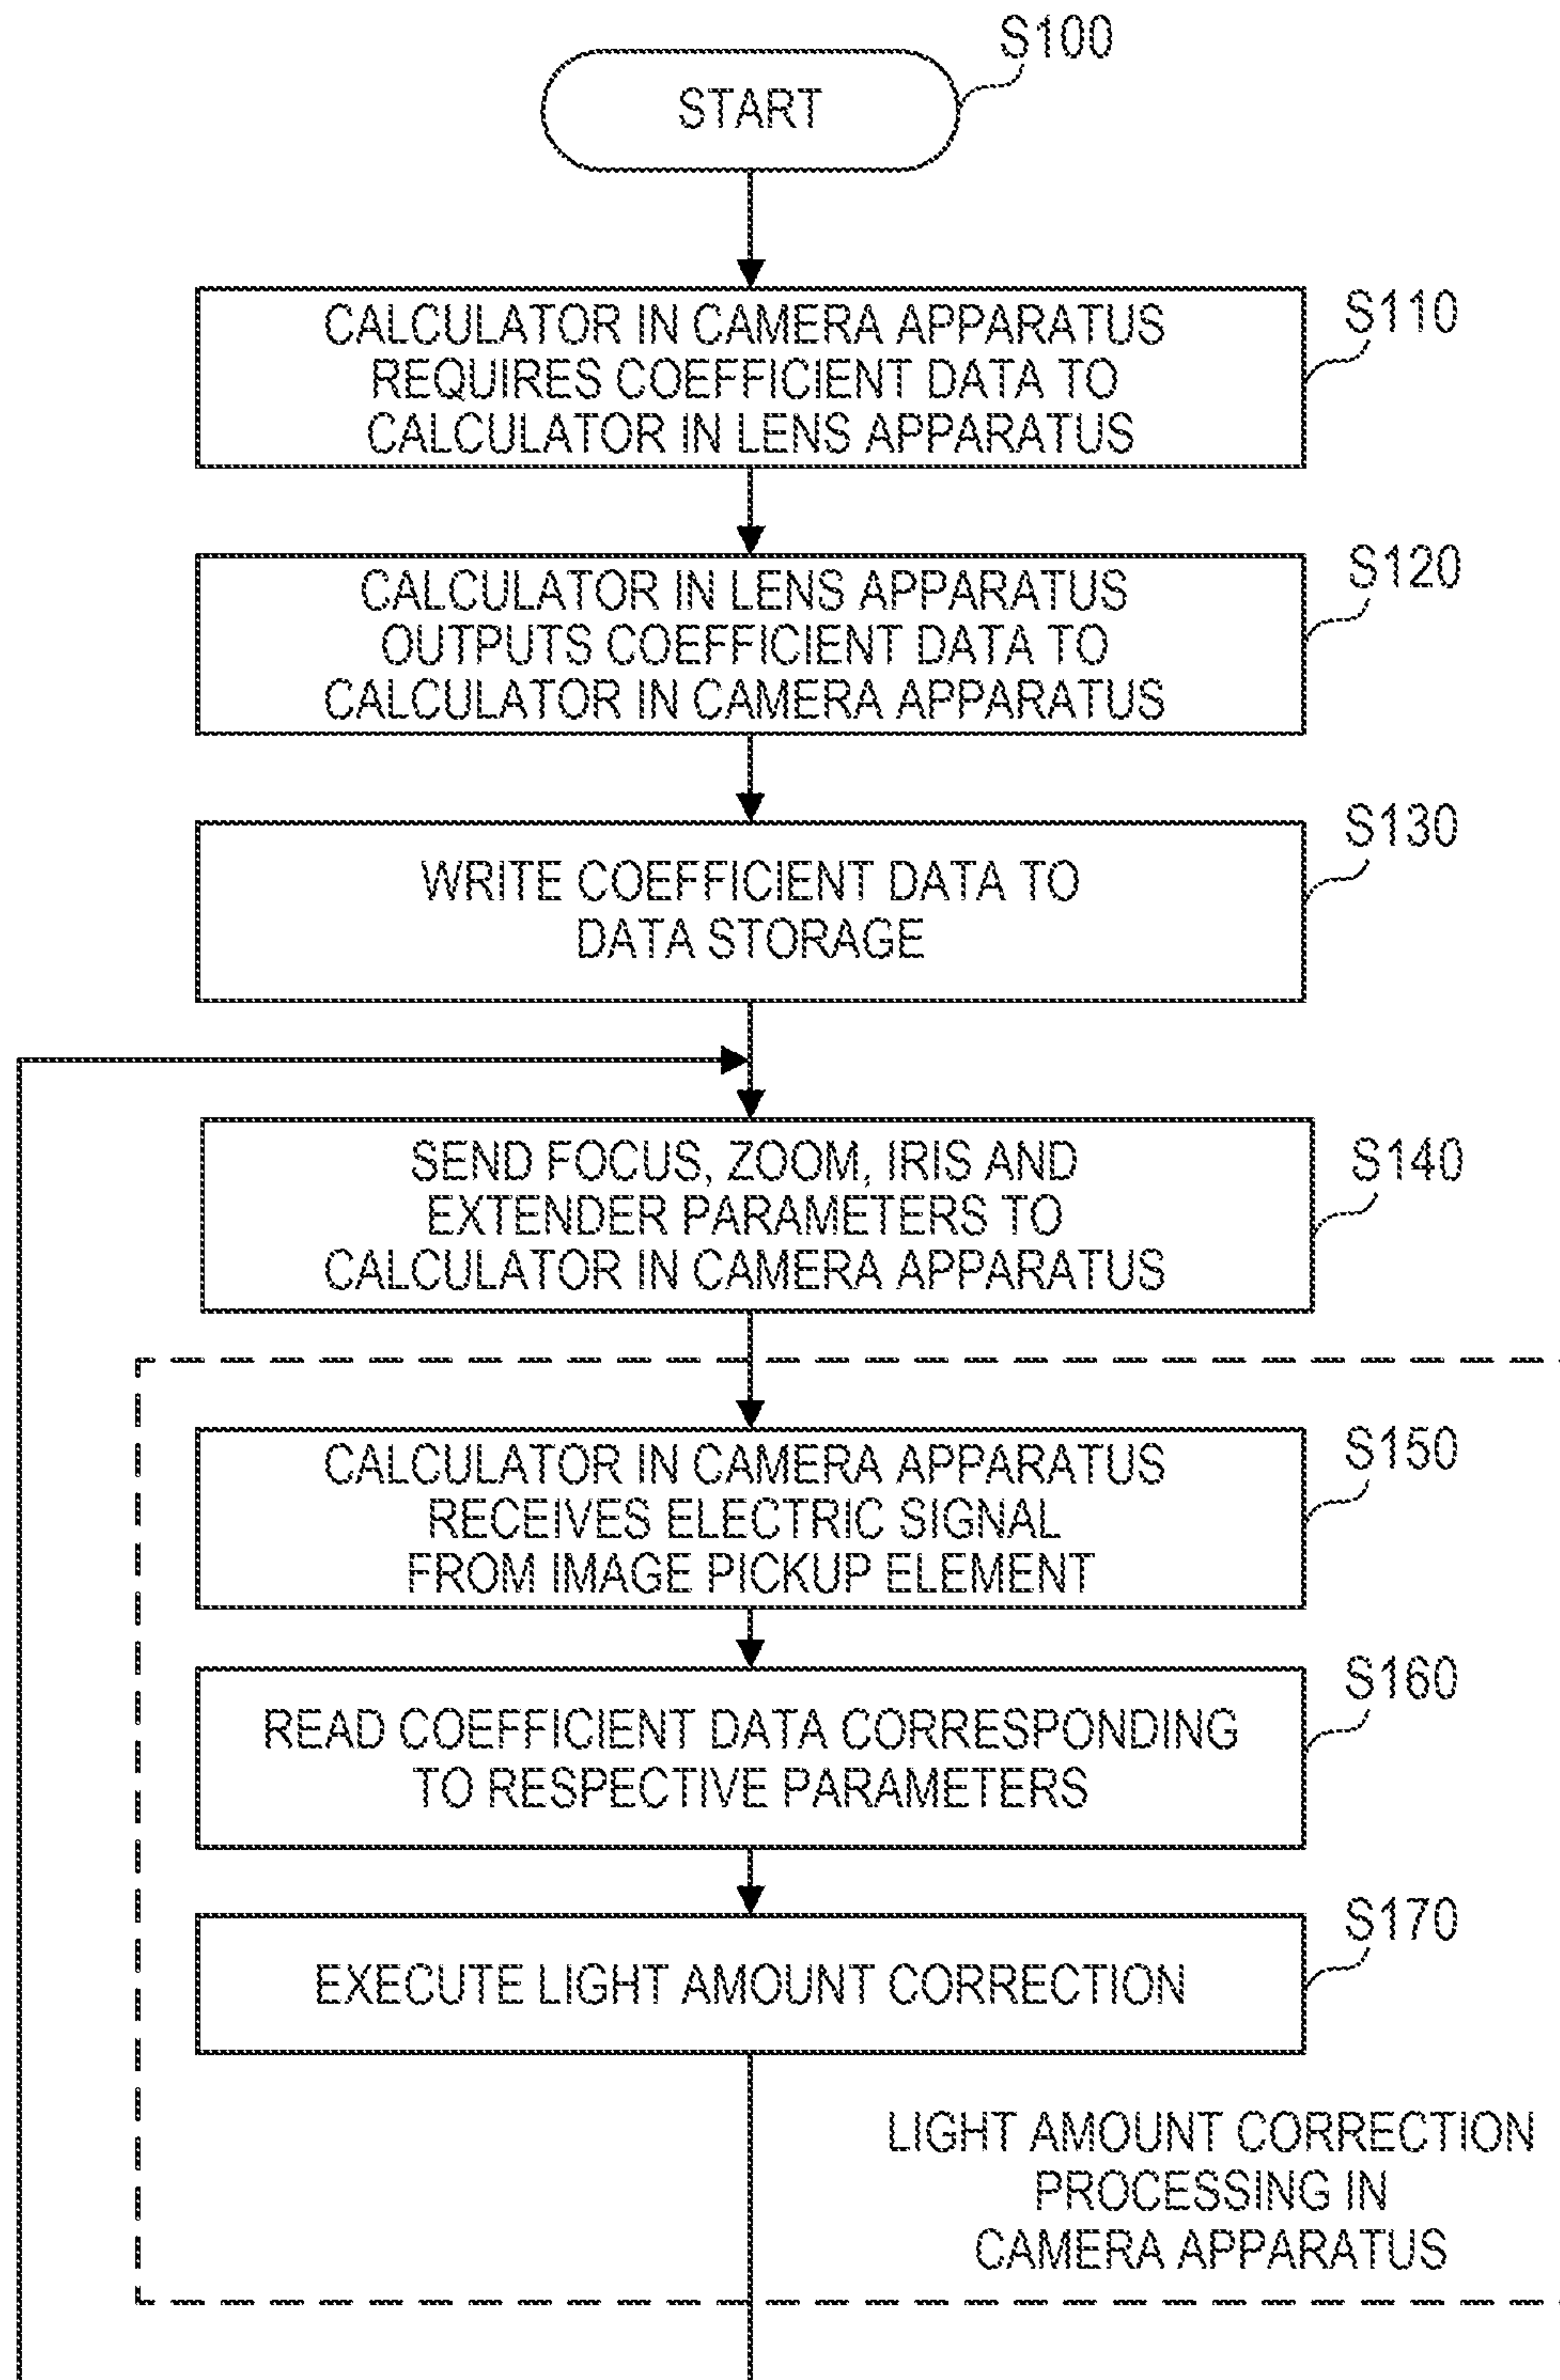 S100
START
S110
CALCULATOR IN CAMERA APPARATUS
REQUIRES COEFFICIENT DATA TO
CALCULATOR IN LENS APPARATUS
S120
CALCULATOR IN LENS APPARATUS
OUTPUTS COEFFICIENT DATA TO
CALCULATOR IN CAMERA APPARATUS
S130
WRITE COEFFICIENT DATA TO
DATA STORAGE
S140
SEND FOCUS, ZOOM, IRIS AND
EXTENDER PARAMETERS TO
CALCULATOR IN CAMERA APPARATUS
S150
CALCULATOR IN CAMERA APPARATUS
RECEIVES ELECTRIC SIGNAL
FROM IMAGE PICKUP ELEMENT
S160
READ COEFFICIENT DATA CORRESPONDING
TO RESPECTIVE PARAMETERS
S170
EXECUTE LIGHT AMOUNT CORRECTION
LIGHT AMOUNT CORRECTION
PROCESSING IN
CAMERA APPARATUS